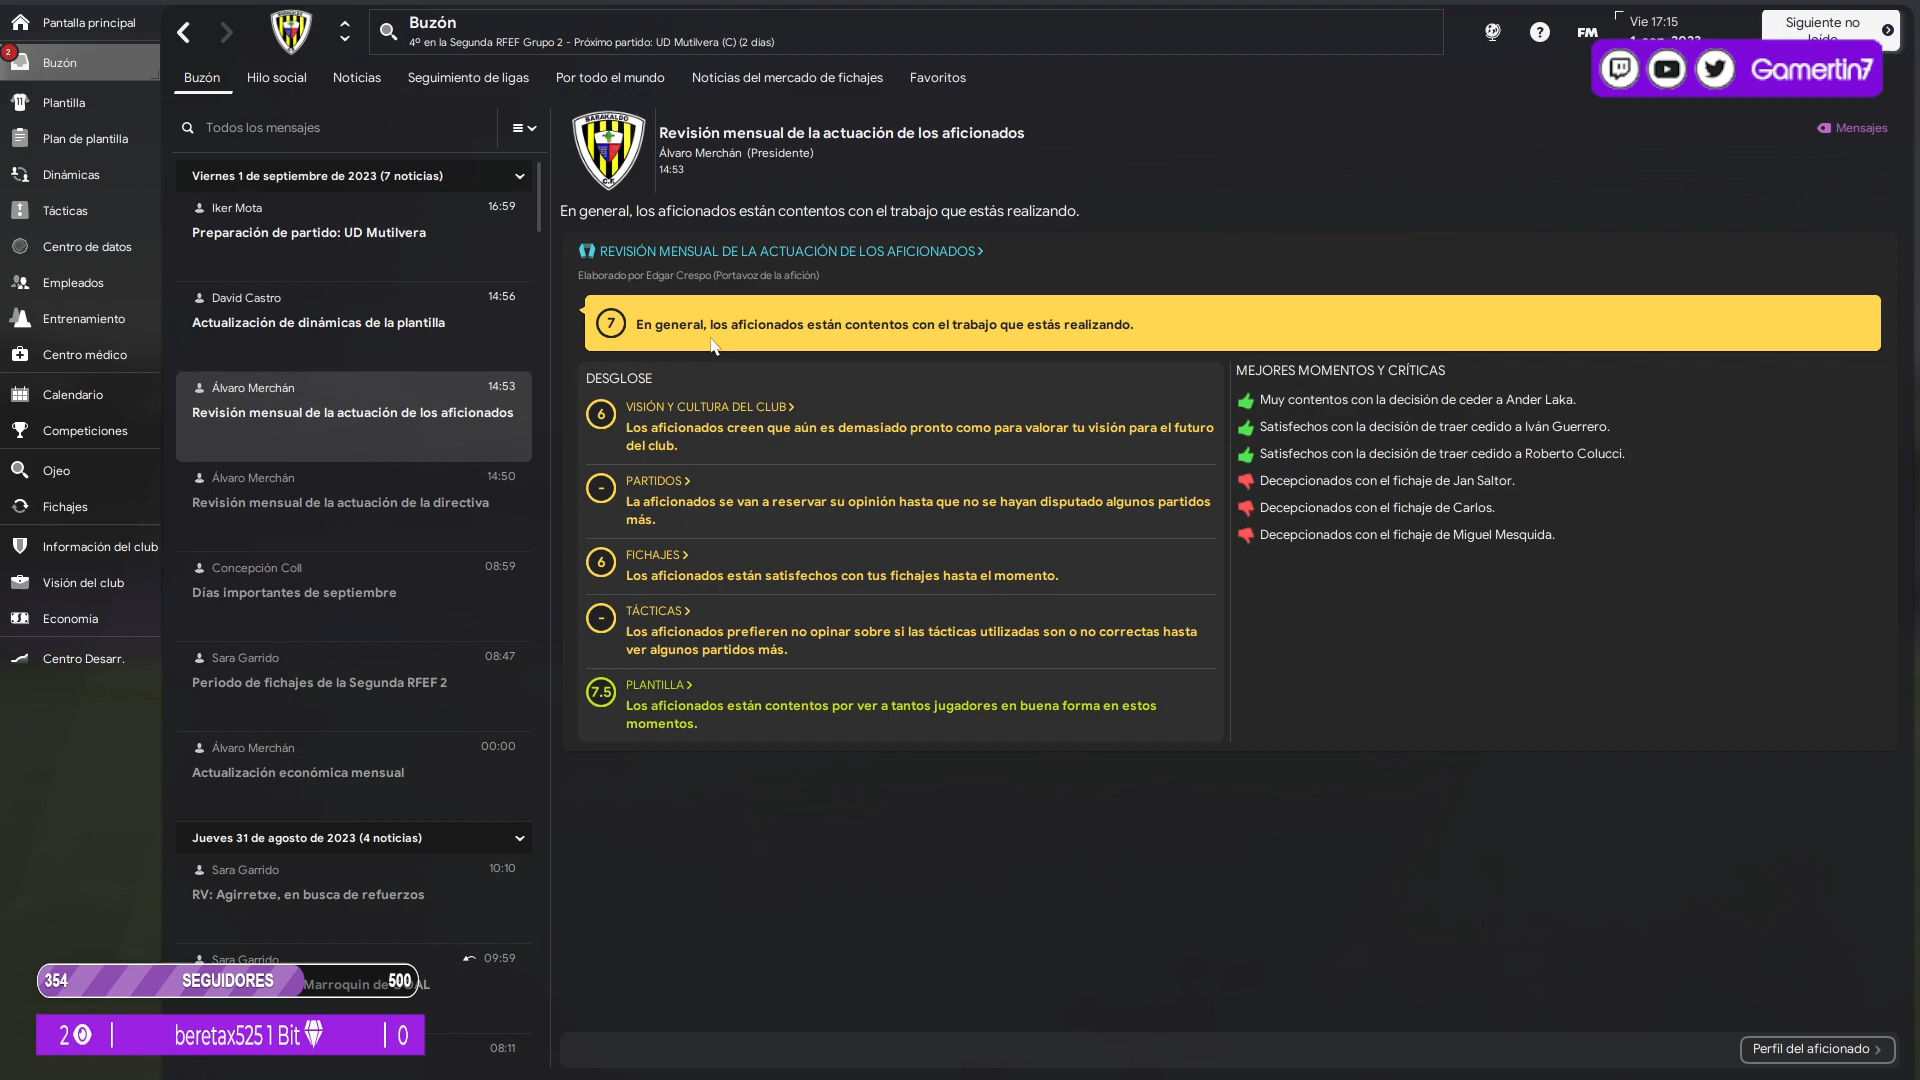 Pantalla principal
2
Buzón
Plantilla
Plan de plantilla
Dinámicas
Tácticas
Centro de datos
Empleados
Entrenamiento
Centro médico
Calendario
Competiciones
Ojeo
Fichajes
Información del club
Visión del club
Economía
Centro Desarr.
Buzón
4º en la Segunda RFEF Grupo 2 - Próximo partido: UD Mutilvera (C) (2 días)
FM
Vie 17:15
Siguiente no
Gamertin7
Buzón
Hilo social
Noticias
Seguimiento de ligas
Por todo el mundo
Noticias del mercado de fichajes
Favoritos
Todos los mensajes
Viernes 1 de septiembre de 2023 (7 noticias)
Iker Mota 16:59
Preparación de partido: UD Mutilvera
David Castro 14:56
Actualización de dinámicas de la plantilla
Álvaro Merchán 14:53
Revisión mensual de la actuación de los aficionados
Álvaro Merchán 14:50
Revisión mensual de la actuación de la directiva
Concepción Coll 08:59
Días importantes de septiembre
Sara Garrido 08:47
Periodo de fichajes de la Segunda RFEF 2
Álvaro Merchán 00:00
Actualización económica mensual
Jueves 31 de agosto de 2023 (4 noticias)
Sara Garrido 10:10
RV: Agirretxe, en busca de refuerzos
Sara Garrido 09:59
Marroquin de
08:11
354 SEGUIDORES 500
2 beretax525 1 Bit 0
BARAKALDO
C.F.
Revisión mensual de la actuación de los aficionados
Álvaro Merchán (Presidente)
14:53
Mensajes
En general, los aficionados están contentos con el trabajo que estás realizando.
REVISIÓN MENSUAL DE LA ACTUACIÓN DE LOS AFICIONADOS
Elaborado por Edgar Crespo (Portavoz de la afición)
7 En general, los aficionados están contentos con el trabajo que estás realizando.
DESGLOSE
6 VISIÓN Y CULTURA DEL CLUB
Los aficionados creen que aún es demasiado pronto como para valorar tu visión para el futuro
del club.
- PARTIDOS
La aficionados se van a reservar su opinión hasta que no se hayan disputado algunos partidos
más.
6 FICHAJES
Los aficionados están satisfechos con tus fichajes hasta el momento.
- TÁCTICAS
Los aficionados prefieren no opinar sobre si las tácticas utilizadas son o no correctas hasta
ver algunos partidos más.
7.5 PLANTILLA
Los aficionados están contentos por ver a tantos jugadores en buena forma en estos
momentos.
MEJORES MOMENTOS Y CRÍTICAS
Muy contentos con la decisión de ceder a Ander Laka.
Satisfechos con la decisión de traer cedido a Iván Guerrero.
Satisfechos con la decisión de traer cedido a Roberto Colucci.
Decepcionados con el fichaje de Jan Saltor.
Decepcionados con el fichaje de Carlos.
Decepcionados con el fichaje de Miguel Mesquida.
Perfil del aficionado